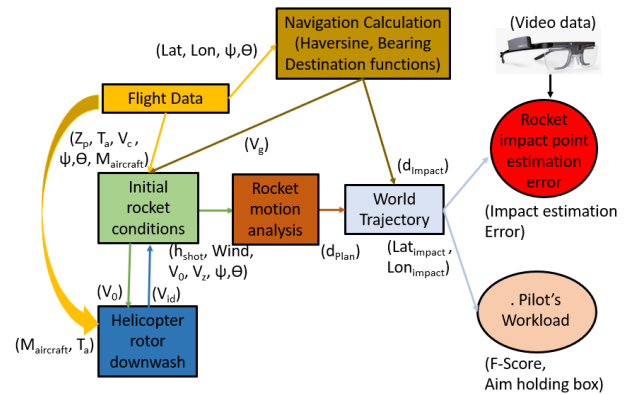 Navigation Calculation
(Haversine, Bearing
Destination functions)
(Video data)
(Lat, Lon, ψ,ϴ)
Flight Data
Rocket
impact point
estimation
error
(Zp, Ta, Vc ,
ψ,ϴ, Maircraft)
(Vg)
(dImpact)
Initial
rocket
conditions
Rocket
motion
analysis
World
Trajectory
(Impact estimation
Error)
(hshot, Wind,
V0, Vz, ψ,ϴ)
(dPlan)
(Latimpact ,
Lonimpact)
(V0)
(Vid)
Helicopter
rotor
downwash
. Pilot's
Workload
(Maircraft, Ta)
(F-Score,
Aim holding box)